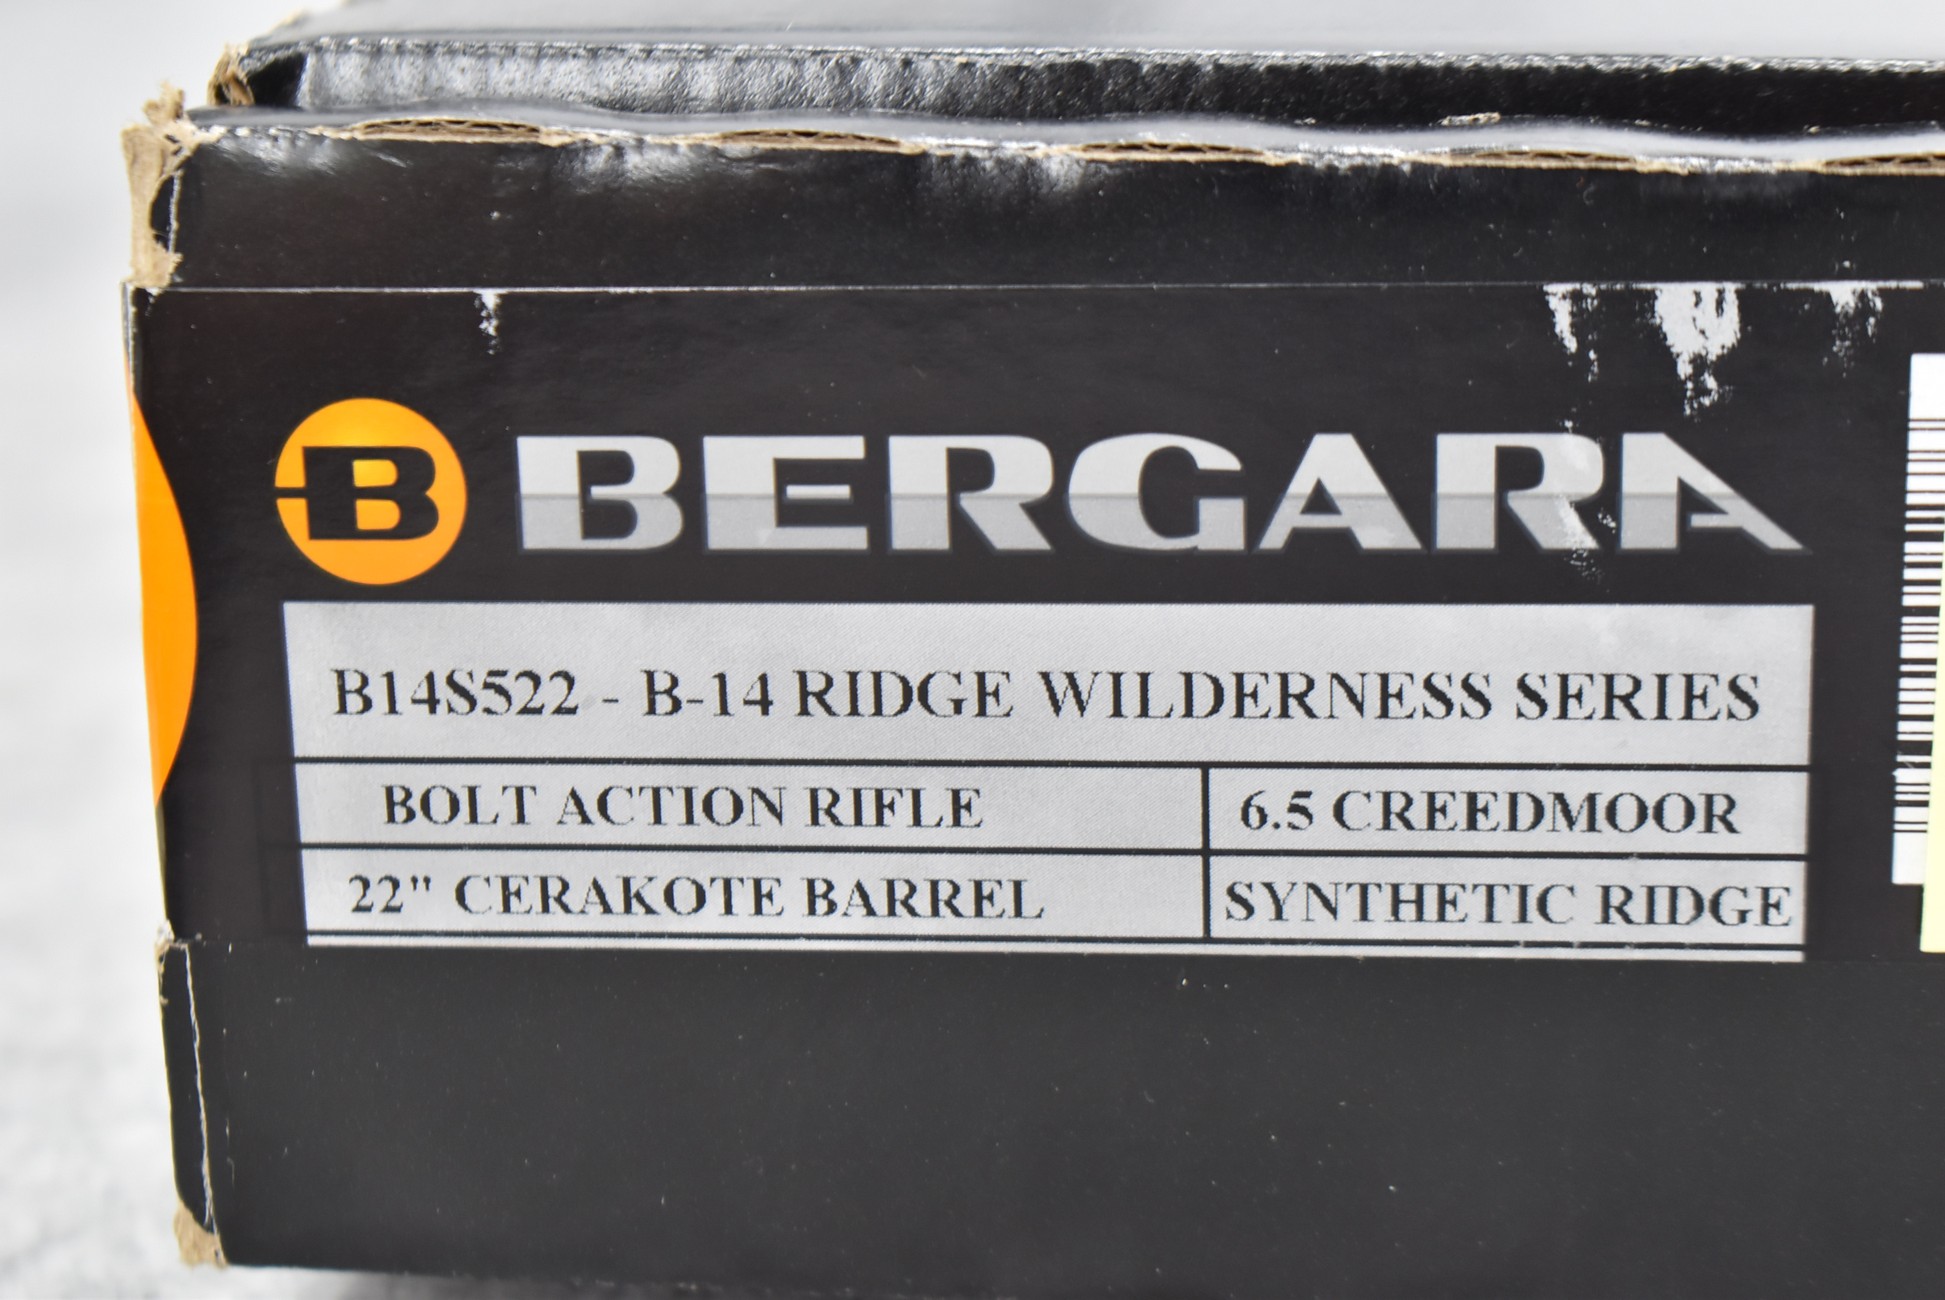 B BERGARA
B14S522 - B-14 RIDGE WILDERNESS SERIES
BOLT ACTION RIFLE 6.5 CREEDMOOR
22" CERAKOTE BARREL SYNTHETIC RIDGE